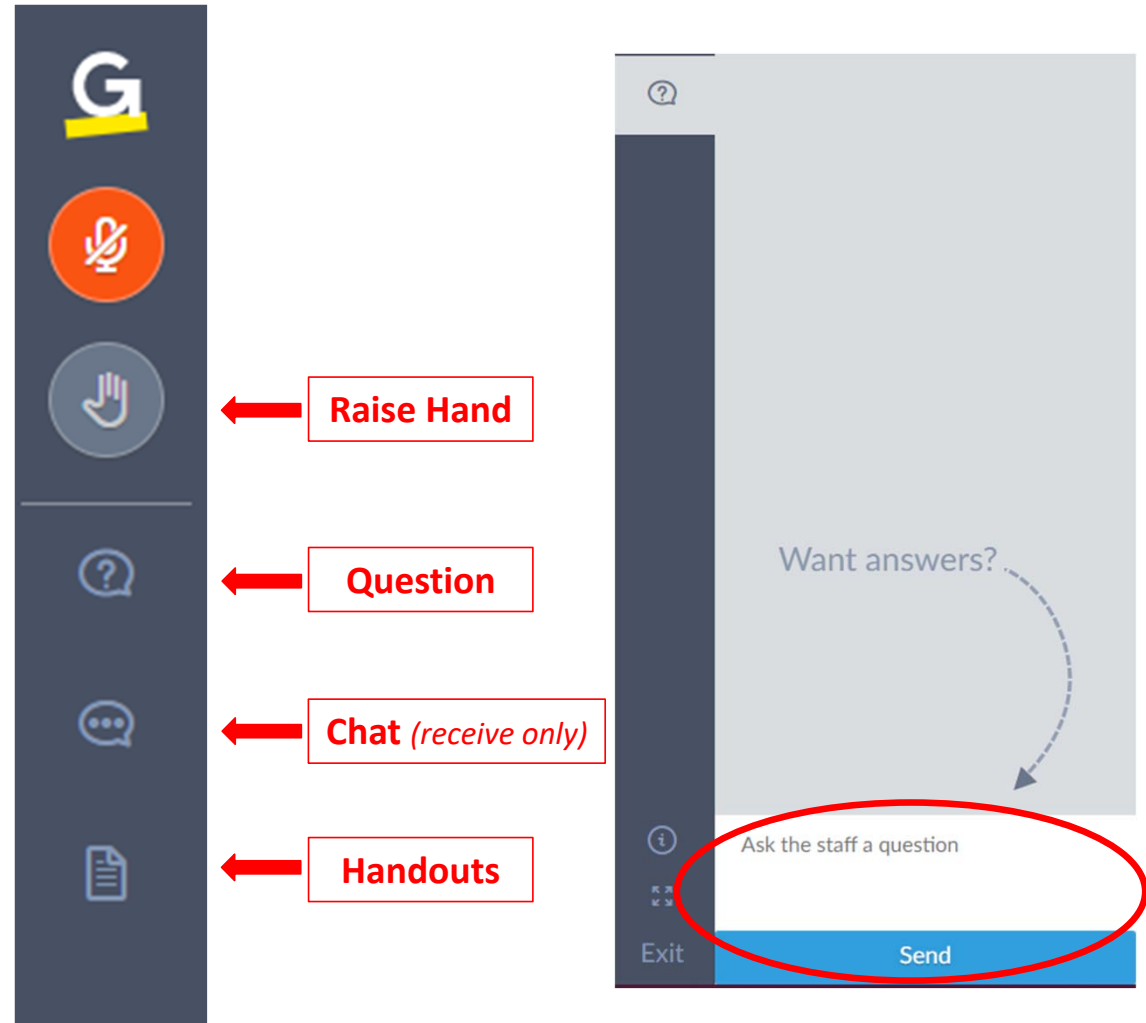 G
Raise Hand
Question
Chat (receive only)
Handouts
Want answers?
Ask the staff a question
Exit
Send